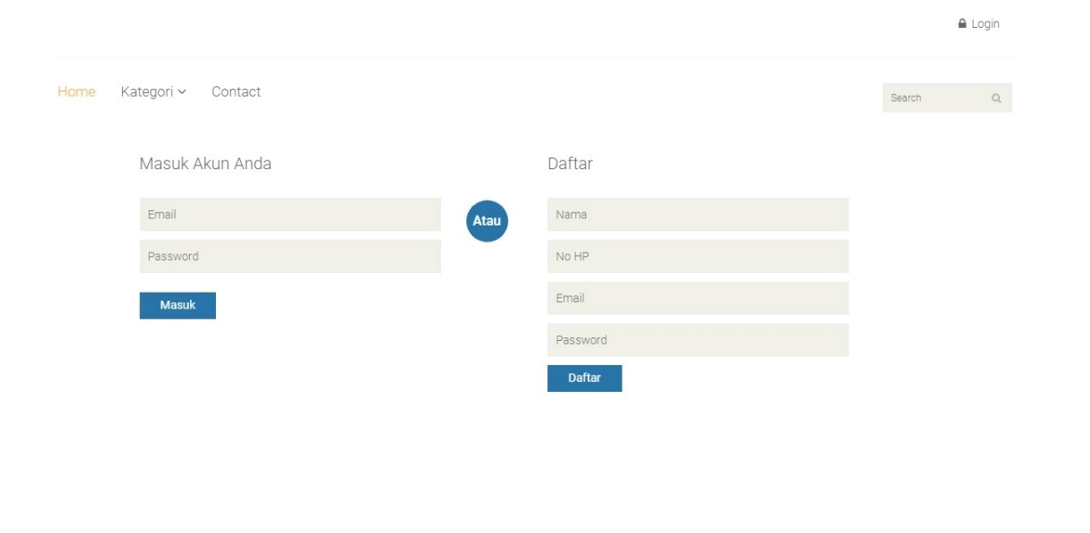 Login
Home Kategori Contact
Search
Masuk Akun Anda
Email
Password
Masuk
Atau
Daftar
Nama
No HP
Email
Password
Daftar